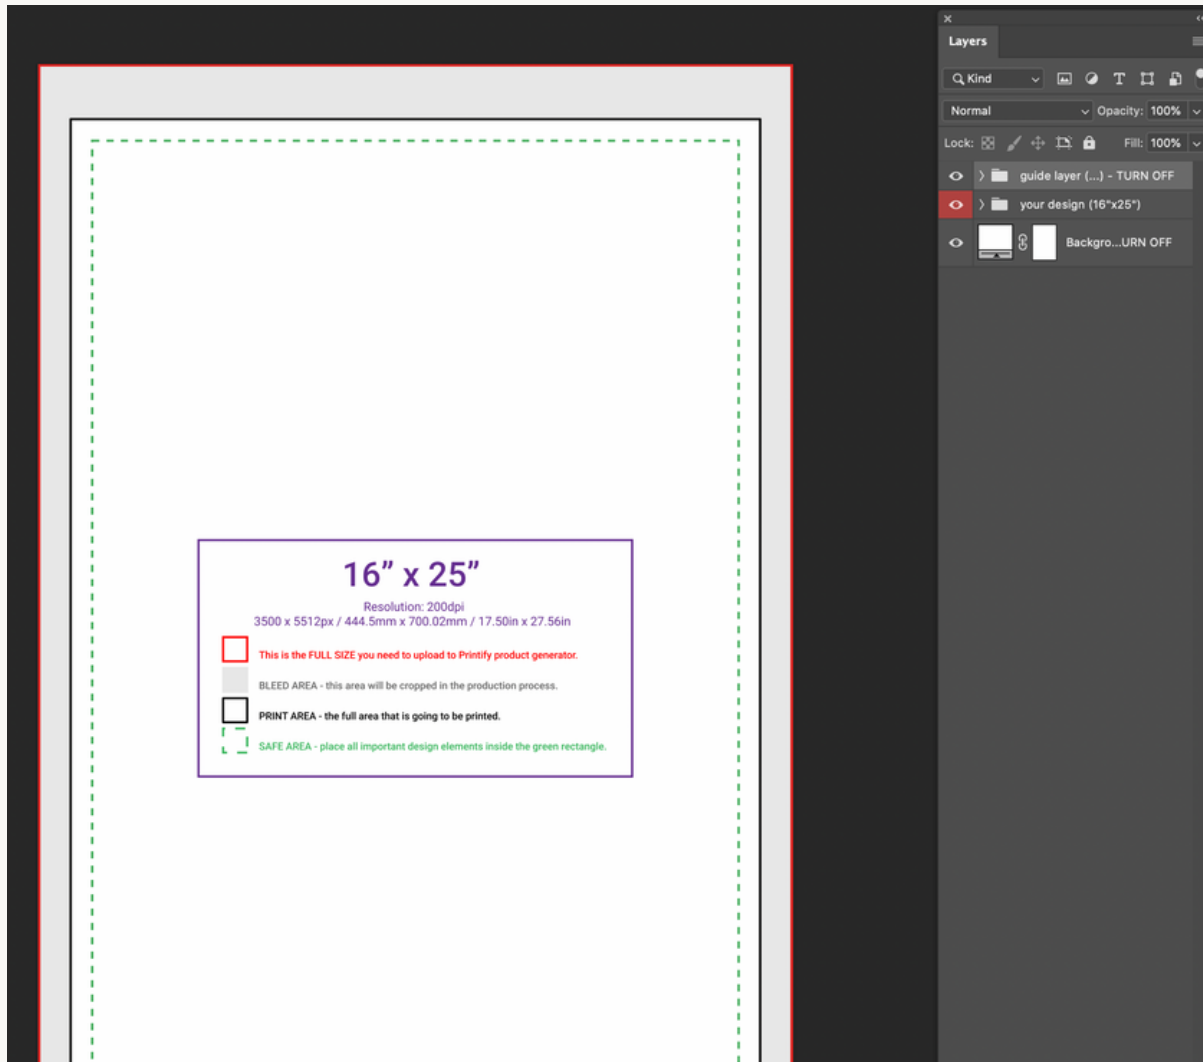 Layers
Kind
Normal Opacity: 100%
Lock: Fill: 100%
guide layer (...) - TURN OFF
your design (16"x25")
Backgro...URN OFF
16” x 25”
Resolution: 200dpi
3500 x 5512px / 444.5mm x 700.02mm / 17.50in x 27.56in
This is the FULL SIZE you need to upload to Printify product generator.
BLEED AREA - this area will be cropped in the production process.
PRINT AREA - the full area that is going to be printed.
SAFE AREA - place all important design elements inside the green rectangle.